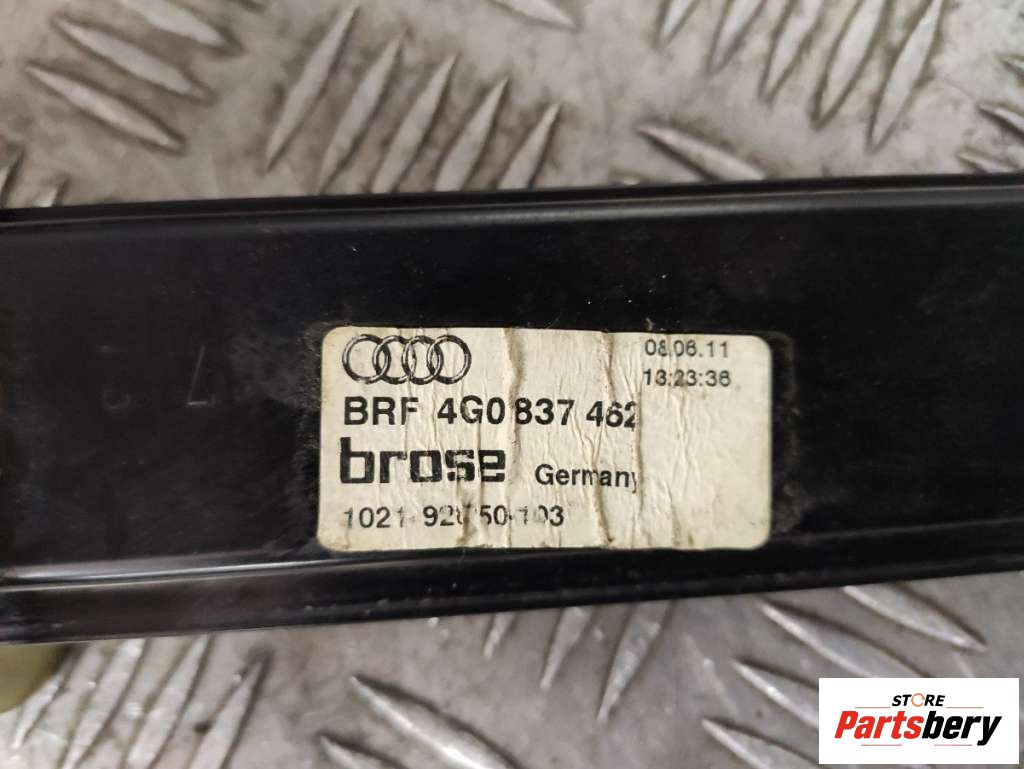 08.06.11
13:23:36
BRF 4G0 837 462
brose Germany
STORE
Partsbery